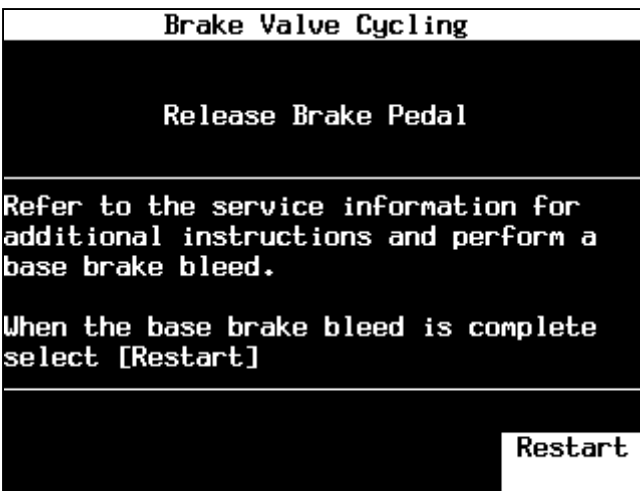 Brake Valve Cycling
Release Brake Pedal
Refer to the service information for
additional instructions and perform a
base brake bleed.
When the base brake bleed is complete
select [Restart]
Restart